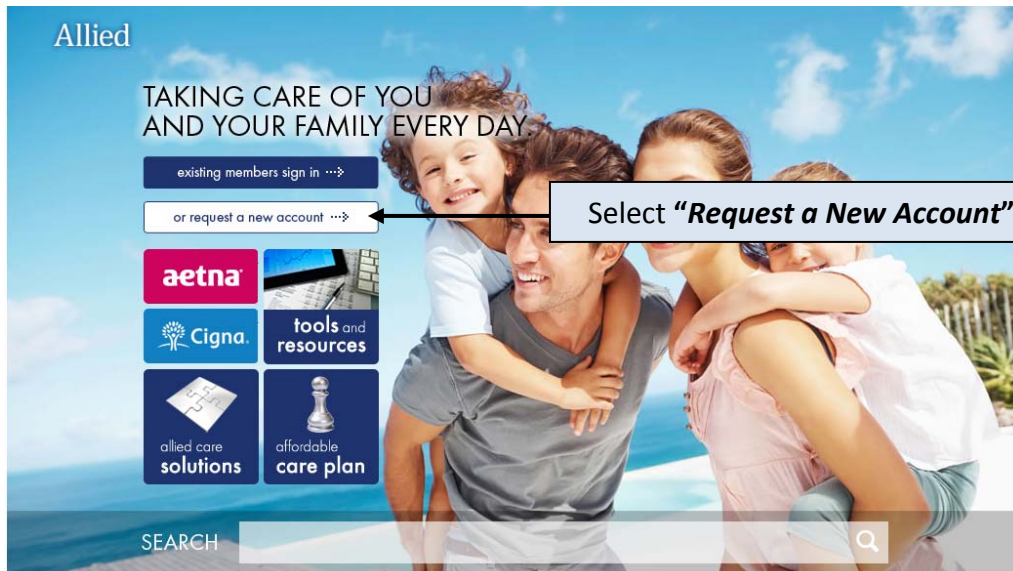 Allied
TAKING CARE OF YOU
AND YOUR FAMILY EVERY DAY.
existing members sign in
or request a new account
Select “Request a New Account”
aetna
Cigna.
tools and
resources
allied care
solutions
affordable
care plan
SEARCH